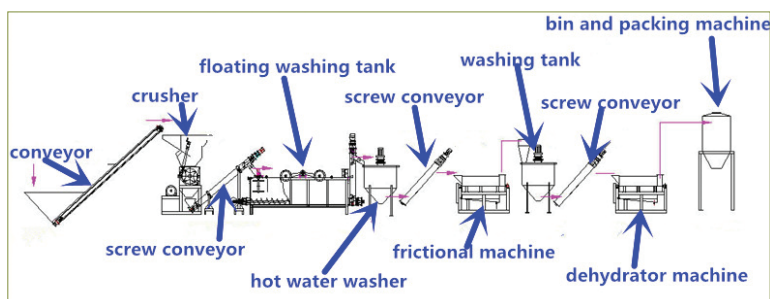 bin and packing machine
floating washing tank
washing tank
crusher
screw conveyor
screw conveyor
conveyor
screw conveyor
frictional machine
hot water washer
dehydrator machine